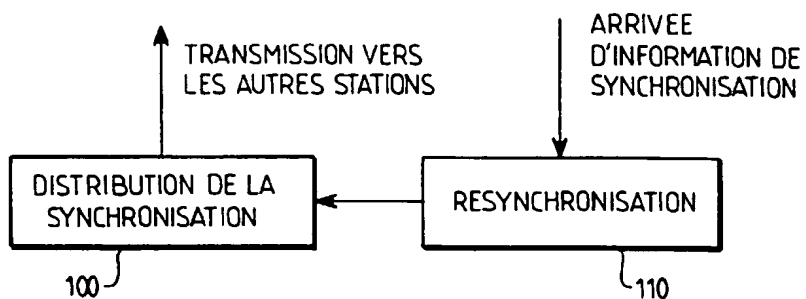 TRANSMISSION VERS
LES AUTRES STATIONS
ARRIVEE
D'INFORMATION DE
SYNCHRONISATION
DISTRIBUTION DE LA
SYNCHRONISATION
RESYNCHRONISATION
100
110